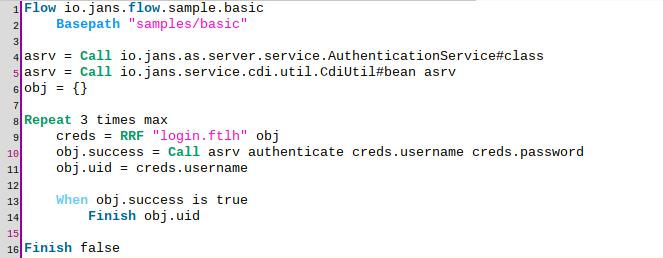 1 Flow io.jans.flow.sample.basic
2     Basepath "samples/basic"
3
4 asrv = Call io.jans.as.server.service.AuthenticationService#class
5 asrv = Call io.jans.service.cdi.util.CdiUtil#bean asrv
6 obj = {}
7
8 Repeat 3 times max
9     creds = RRF "login.ftlh" obj
10     obj.success = Call asrv authenticate creds.username creds.password
11     obj.uid = creds.username
12
13     When obj.success is true
14         Finish obj.uid
15
16 Finish false